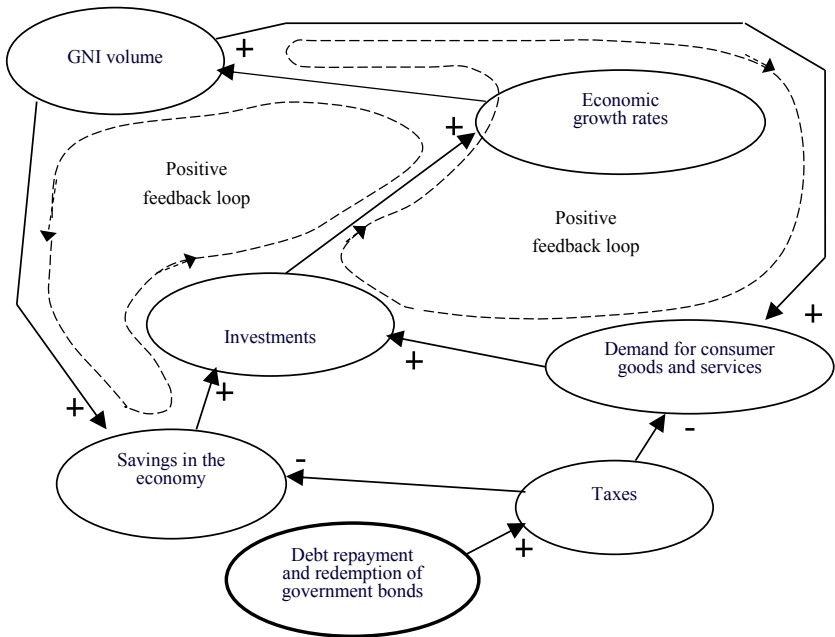 GNI volume
+
Economic
growth rates
+
Positive
feedback loop
Positive
feedback loop
+
Investments
+
Demand for consumer
goods and services
+
+
-
Savings in the
economy
-
Taxes
+
Debt repayment
and redemption of
government bonds